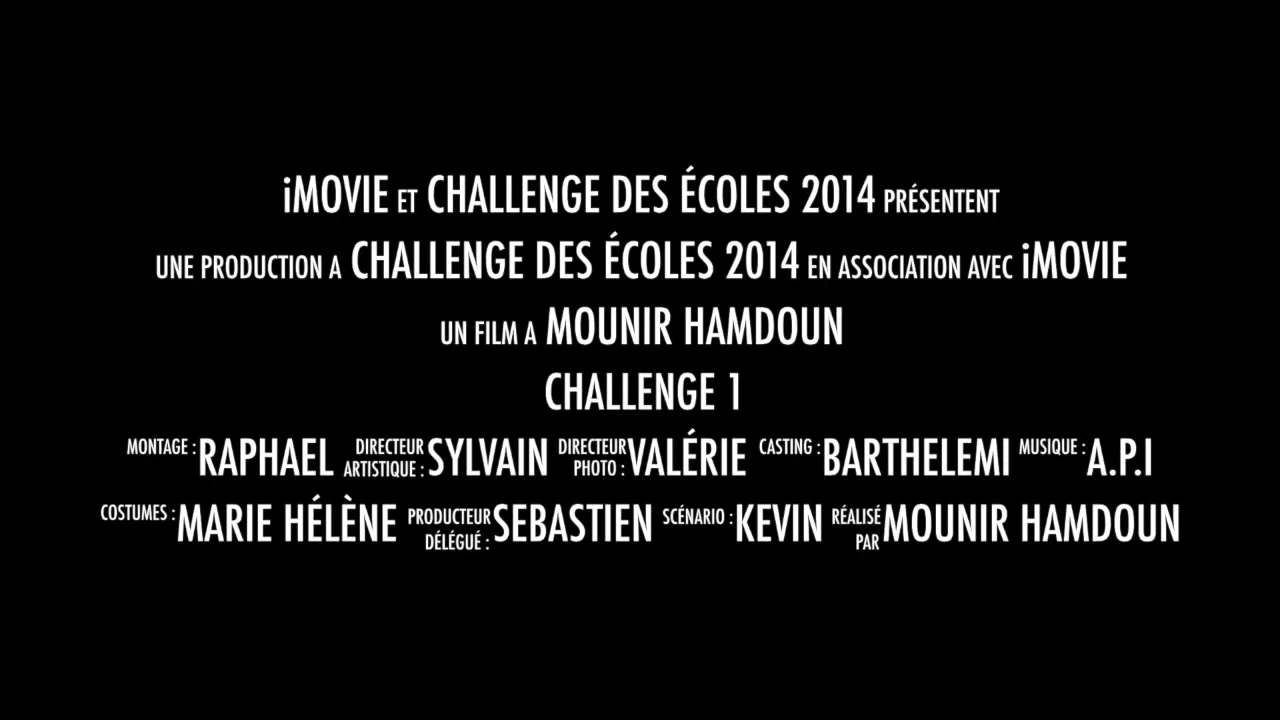 iMOVIE ET CHALLENGE DES ÉCOLES 2014 PRÉSENTENT
UNE PRODUCTION A CHALLENGE DES ÉCOLES 2014 EN ASSOCIATION AVEC iMOVIE
UN FILM A MOUNIR HAMDOUN
CHALLENGE 1
MONTAGE : RAPHAEL DIRECTEUR ARTISTIQUE : SYLVAIN DIRECTEUR PHOTO : VALÉRIE CASTING : BARTHELEMI MUSIQUE : A.P.I
COSTUMES : MARIE HÉLÈNE PRODUCTEUR DÉLÉGUÉ : SEBASTIEN SCÉNARIO : KEVIN RÉALISÉ PAR MOUNIR HAMDOUN